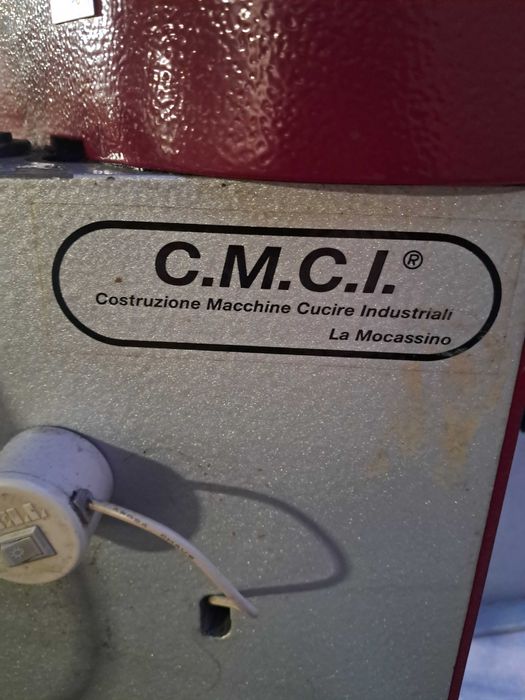 C.M.C.I.®
Costruzione Macchine Cucire Industriali
La Mocassino